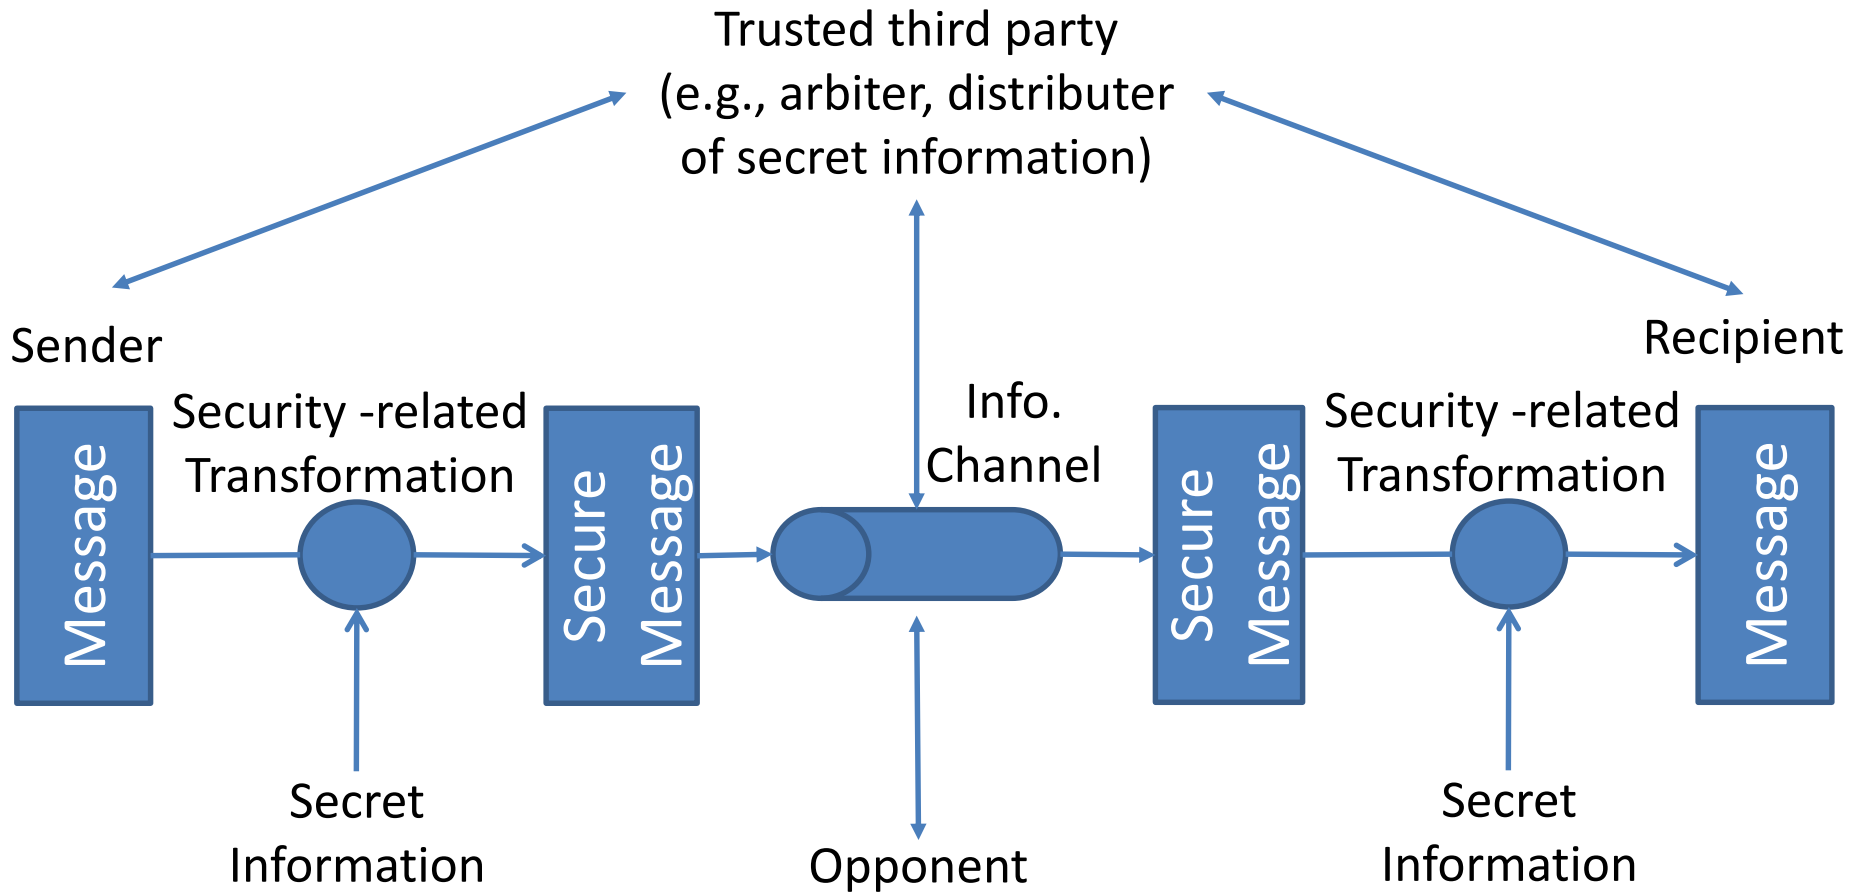 Trusted third party
(e.g., arbiter, distributer
of secret information)
Sender
Recipient
Message
Security -related
Transformation
Secure
Message
Info.
Channel
Secure
Message
Security -related
Transformation
Message
Secret
Information
Opponent
Secret
Information